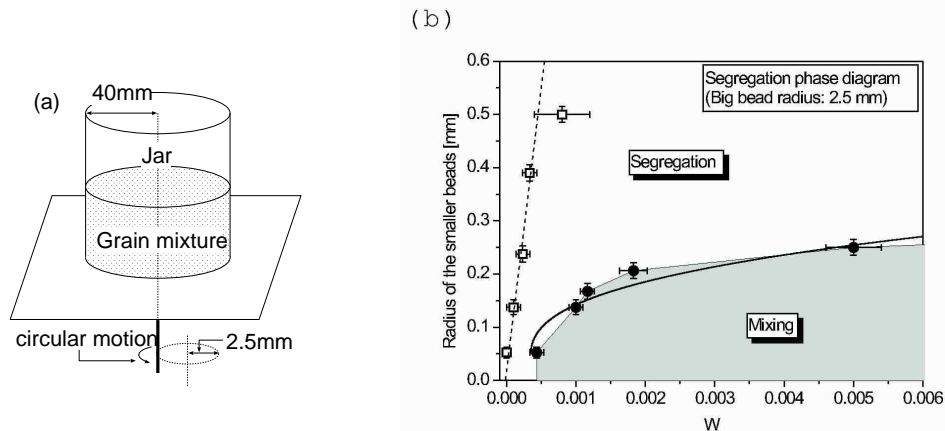 (a)
40mm
Jar
Grain mixture
circular motion
2.5mm
(b)
Segregation phase diagram
(Big bead radius: 2.5 mm)
Segregation
Mixing
Radius of the smaller beads [mm]
0.6
0.5
0.4
0.3
0.2
0.1
0.0
0.000 0.001 0.002 0.003 0.004 0.005 0.006
W